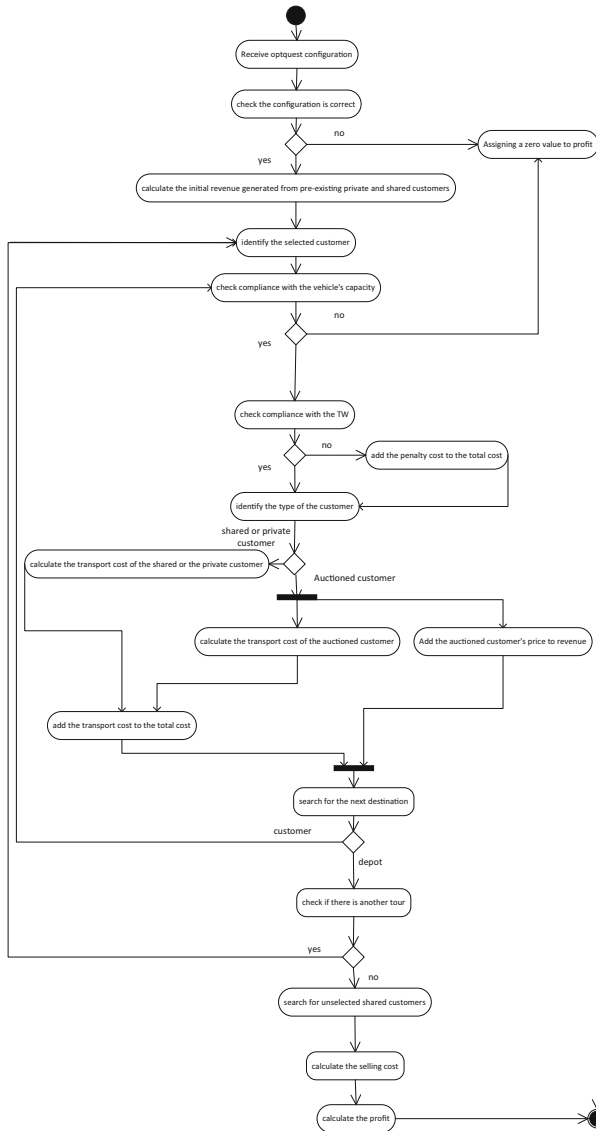 Receive optquest configuration
check the configuration is correct
no
Assigning a zero value to profit
yes
calculate the initial revenue generated from pre-existing private and shared customers
identify the selected customer
check compliance with the vehicle's capacity
no
yes
check compliance with the TW
no
add the penalty cost to the total cost
yes
identify the type of the customer
shared or private
customer
calculate the transport cost of the shared or the private customer
Auctioned customer
calculate the transport cost of the auctioned customer
Add the auctioned customer's price to revenue
add the transport cost to the total cost
search for the next destination
customer
depot
check if there is another tour
yes
no
search for unselected shared customers
calculate the selling cost
calculate the profit